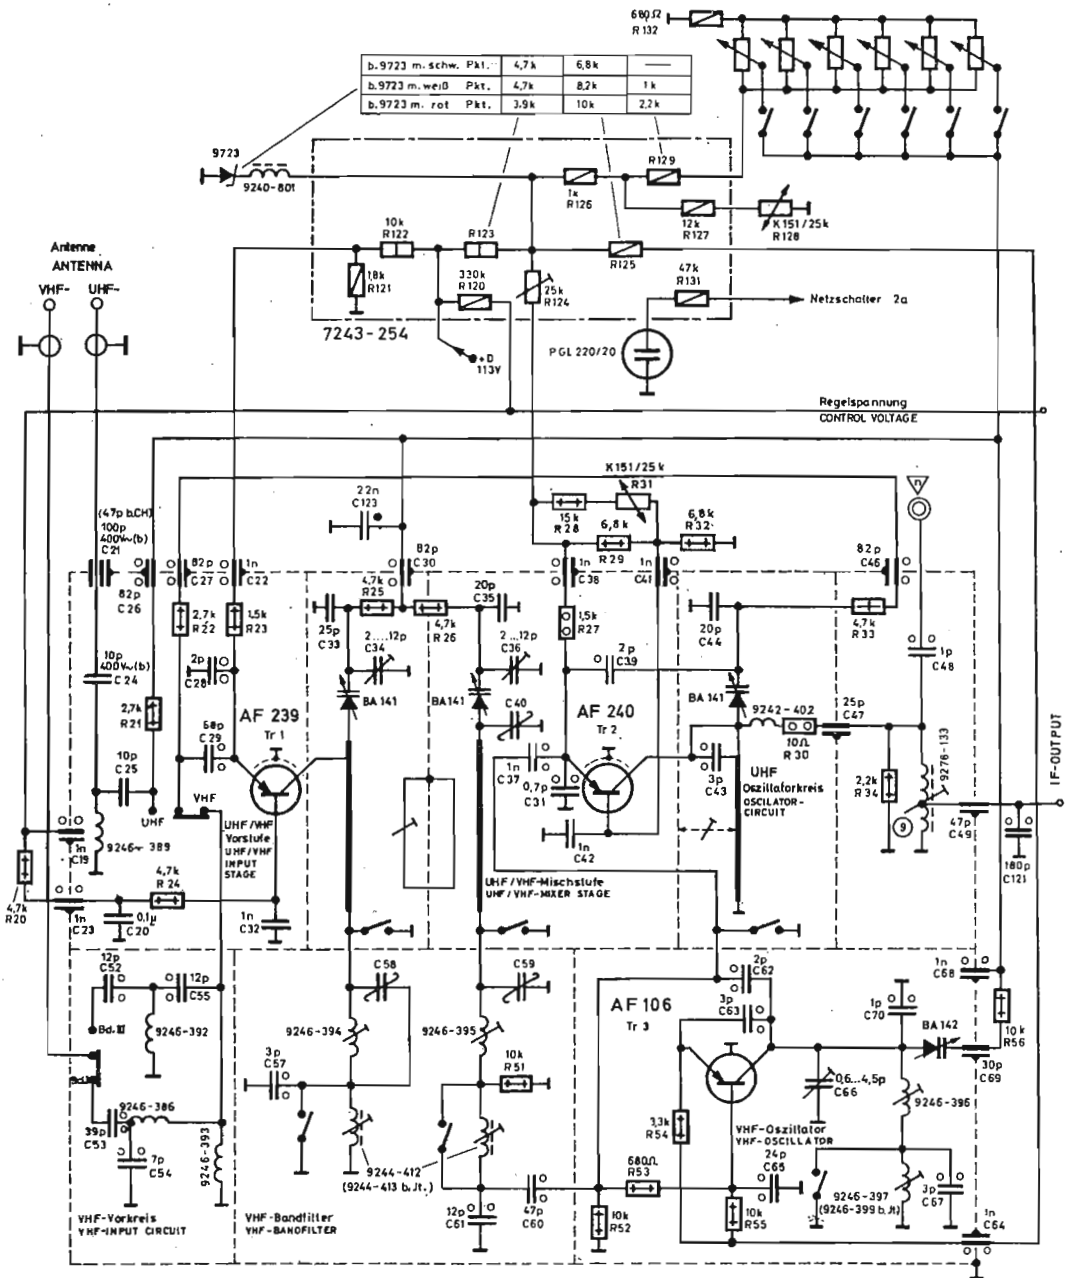 680Ω
R132
b.9723 m. schw. Pkt. 4,7k 6,8k —
b.9723 m. weiß Pkt. 4,7k 8,2k 1k
b.9723 m. rot Pkt. 3.9k 10k 2,2k
9723
9240-801
1k
R126
R129
12k
R127
K151/25k
R128
10k
R122
R123
R125
1,8k
R121
330k
R120
25k
R124
47k
R131
Netzschalter 2a
7243-254
+D
113V
PGL 220/20
Antenne
ANTENNA
VHF- UHF-
Regelspannung
CONTROL VOLTAGE
K151/25k
R31
22n
C123
15k
R28
6,8k
R29
6,8k
R32
n
(47p b.CH)
100p
400V~(b)
C21
82p
C26
82p
C27
1n
C22
82p
C30
1n
C38
1n
C41
82p
C46
2,7k
R22
1,5k
R23
25p
C33
4,7k
R25
4,7k
R26
20p
C35
1,5k
R27
20p
C44
4,7k
R33
1p
C48
10p
400V~(b)
C24
2p
C28
2....12p
C34
2...12p
C36
2p
C39
2,7k
R21
AF 239
Tr 1
BA 141
BA141
C40
AF 240
Tr 2
BA 141
9242-402
10Ω
R30
25p
C47
68p
C29
10p
C25
1n
C37
0,7p
C31
3p
C43
UHF
Oszillatorkreis
OSCILATOR-
CIRCUIT
2,2k
R34
9276-133
9
IF-OUTPUT
VHF
UHF
UHF/VHF
Vorstufe
UHF/VHF
INPUT
STAGE
1n
C19
9246-389
1n
C42
47p
C49
180p
C121
4,7k
R20
1n
C23
0,1µ
C20
4,7k
R24
1n
C32
UHF/VHF-Mischstufe
UHF/VHF-MIXER STAGE
12p
C52
12p
C55
C58
C59
2p
C62
1n
C68
AF 106
Tr 3
3p
C63
1p
C70
BA 142
10k
R56
Bd.III
9246-392
9246-394
9246-395
3p
C57
10k
R51
30p
C69
0,6...4,5p
C66
9246-396
9246-386
39p
C53
7p
C54
9246-393
3,3k
R54
VHF-Oszillator
VHF-OSCILLATOR
9244-412
(9244-413 b.Jt.)
680Ω
R53
24p
C65
9246-397
(9246-399 b.Jt)
3p
C67
1n
C64
12p
C61
47p
C60
10k
R52
10k
R55
VHF-Vorkreis
VHF-INPUT CIRCUIT
VHF-Bandfilter
VHF-BANDFILTER